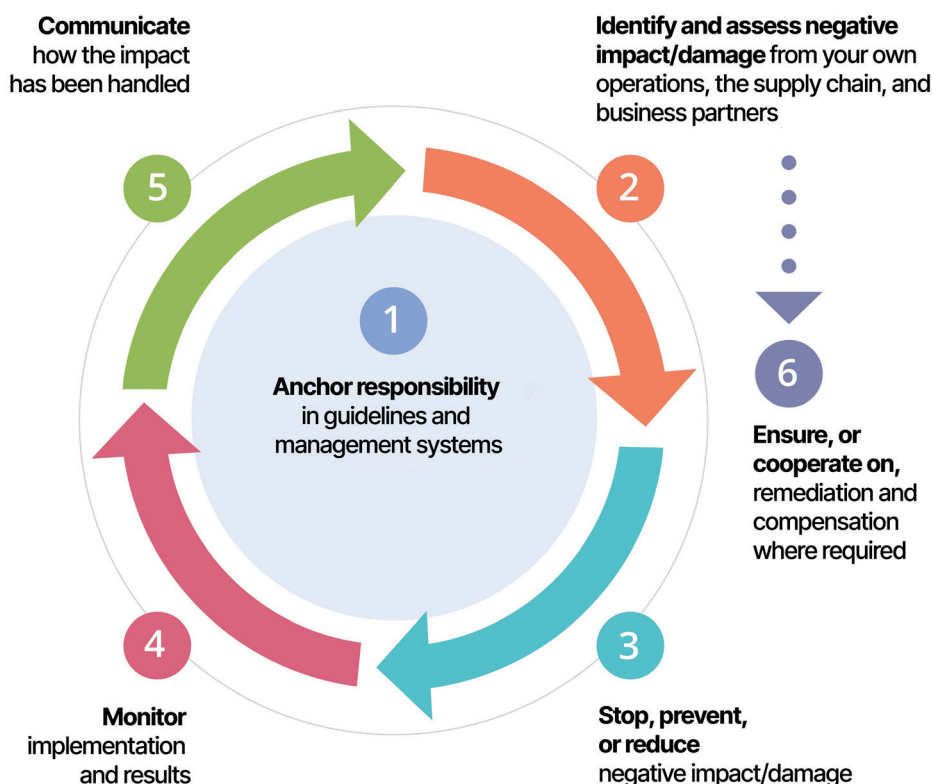 Communicate
how the impact
has been handled
5
Identify and assess negative
impact/damage from your own
operations, the supply chain, and
business partners
2
1
Anchor responsibility
in guidelines and
management systems
6
Ensure, or
cooperate on,
remediation and
compensation
where required
4
Monitor
implementation
and results
3
Stop, prevent,
or reduce
negative impact/damage